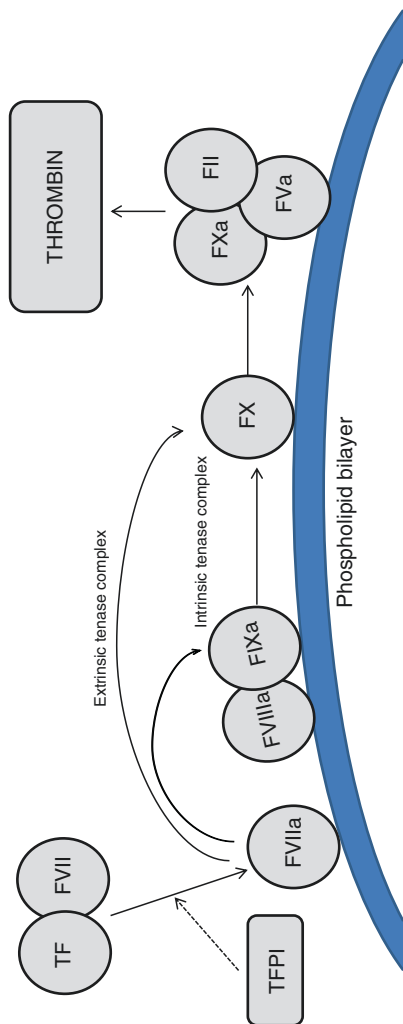 TF
FVII
TFPI
FVIIa
Extrinsic tenase complex
Intrinsic tenase complex
FVIIIa
FIXa
FX
FXa
FII
FVa
THROMBIN
Phospholipid bilayer